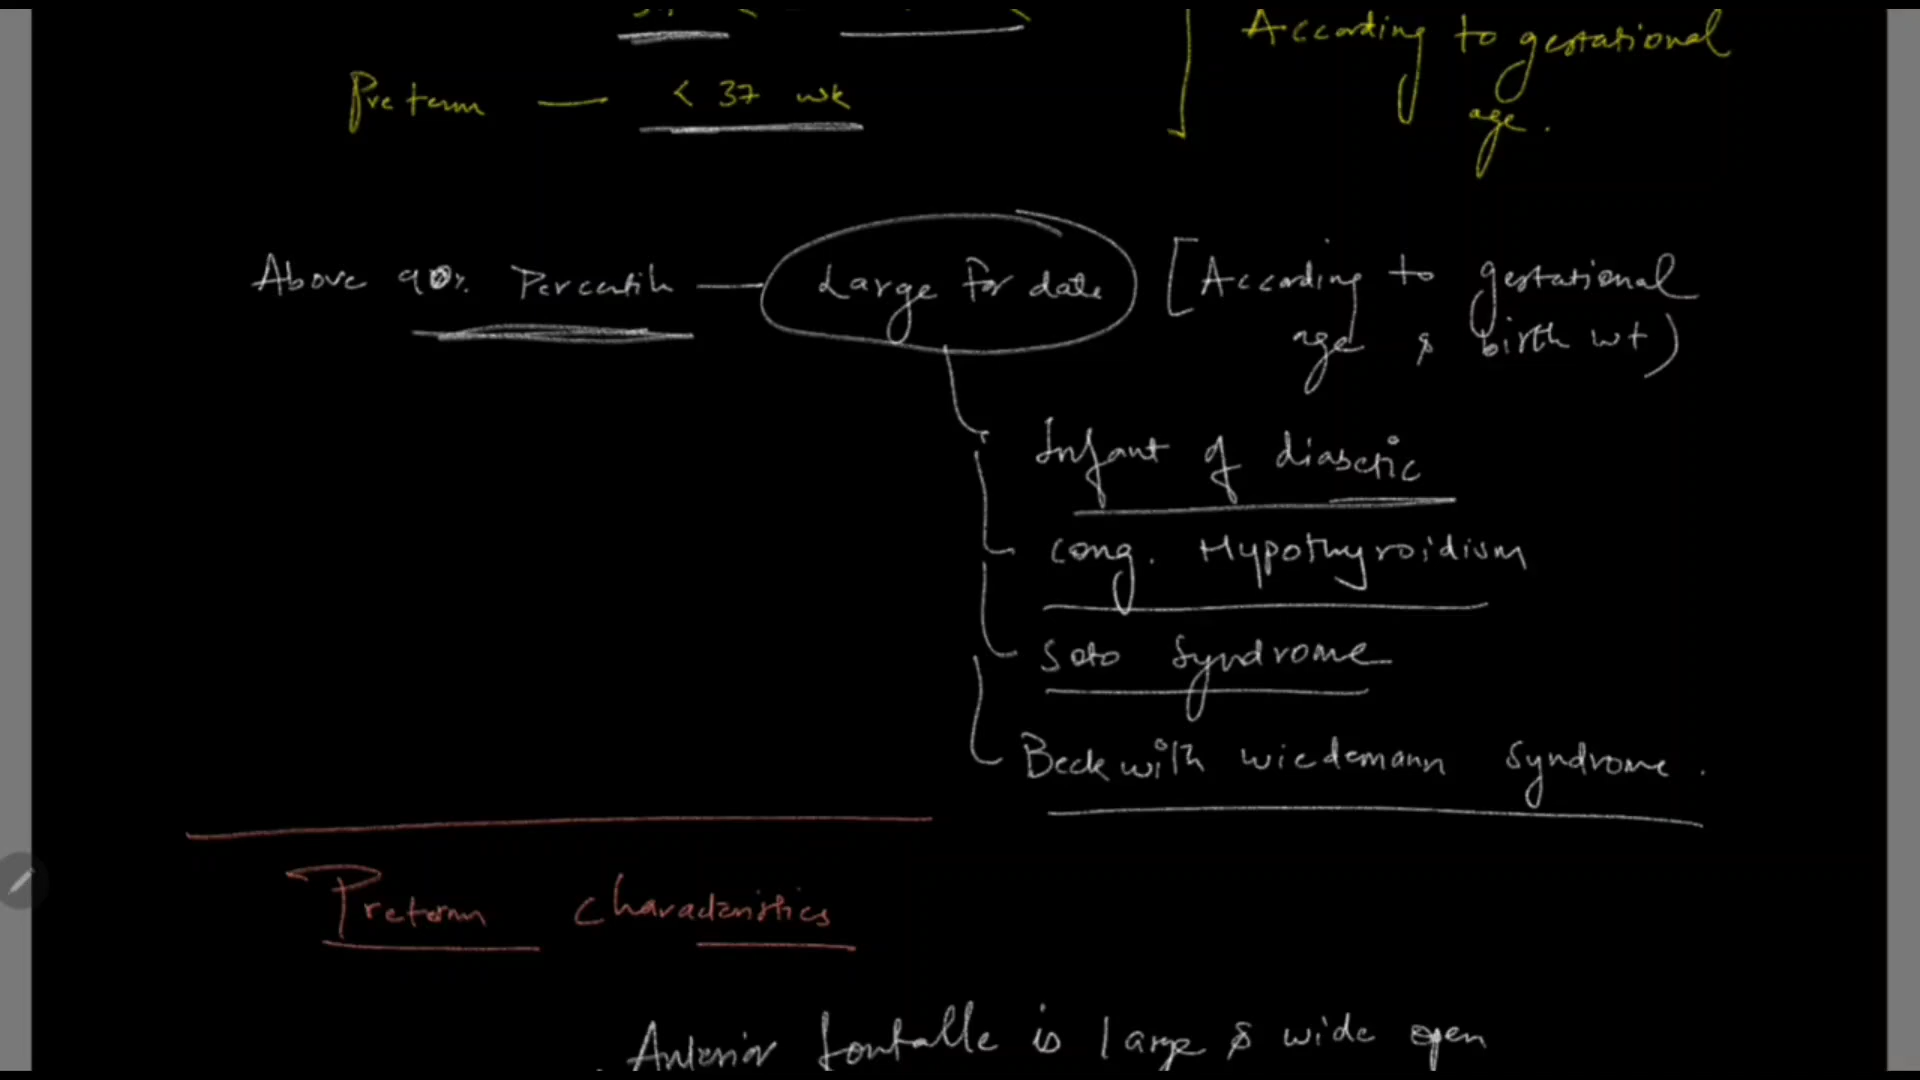 According to gestational
Preterm — < 37 wk
age.
Above 90% Percentile — Large for date [According to gestational
age & birth wt)
Infant of diabetic
Cong. Hypothyroidism
Soto Syndrome
Beckwith wiedemann Syndrome.
Preterm characteristics
Anterior fontalle is large & wide open